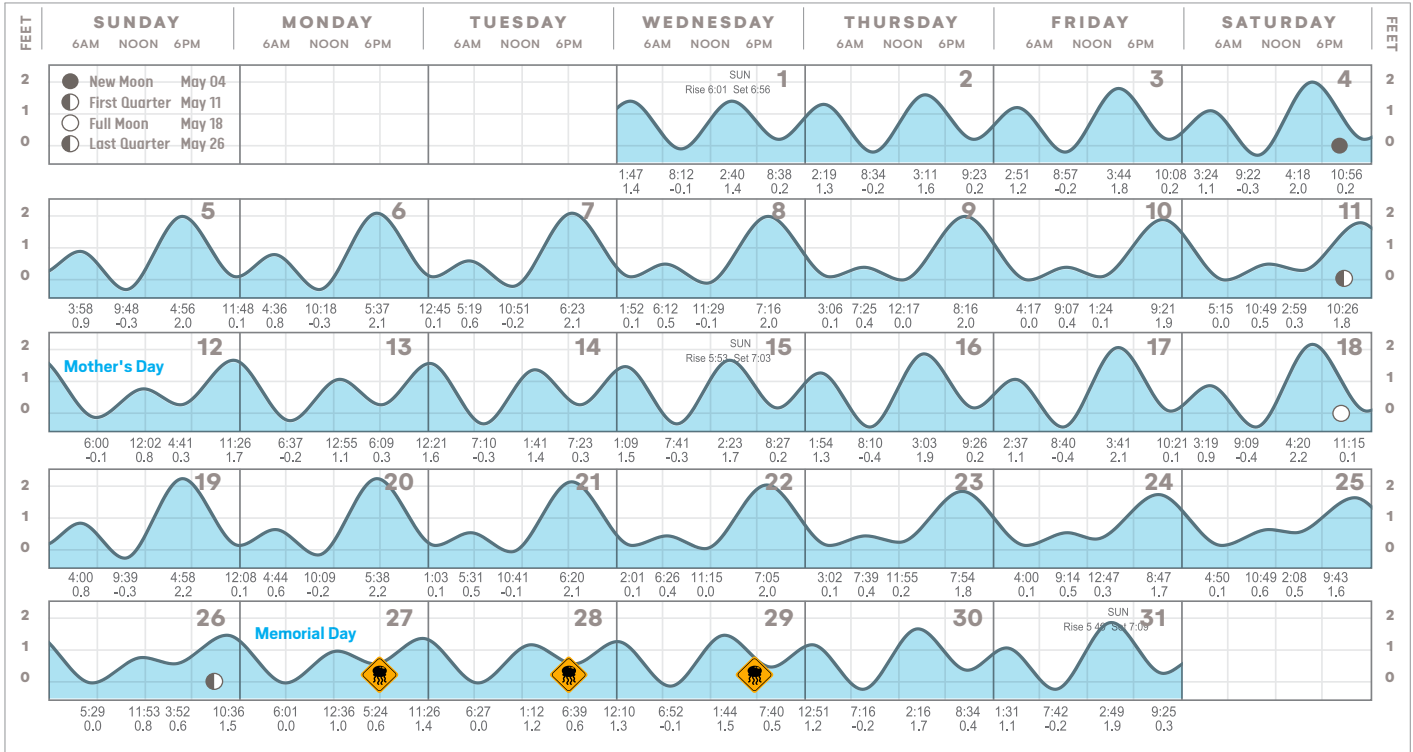 FEET SUNDAY MONDAY TUESDAY WEDNESDAY THURSDAY FRIDAY SATURDAY FEET
6AM NOON 6PM 6AM NOON 6PM 6AM NOON 6PM 6AM NOON 6PM 6AM NOON 6PM 6AM NOON 6PM 6AM NOON 6PM
New Moon May 04
First Quarter May 11
Full Moon May 18
Last Quarter May 26
SUN
Rise 6:01 Set 6:56
1 2 3 4
2 2
1 1
0 0
1:47 8:12 2:40 8:38 2:19 8:34 3:11 9:23 2:51 8:57 3:44 10:08 3:24 9:22 4:18 10:56
1.4 -0.1 1.4 0.2 1.3 -0.2 1.6 0.2 1.2 -0.2 1.8 0.2 1.1 -0.3 2.0 0.2
5 6 7 8 9 10 11
2 2
1 1
0 0
3:58 9:48 4:56 11:48 4:36 10:18 5:37 12:45 5:19 10:51 6:23 1:52 6:12 11:29 7:16 3:06 7:25 12:17 8:16 4:17 9:07 1:24 9:21 5:15 10:49 2:59 10:26
0.9 -0.3 2.0 0.1 0.8 -0.3 2.1 0.1 0.6 -0.2 2.1 0.1 0.5 -0.1 2.0 0.1 0.4 0.0 2.0 0.0 0.4 0.1 1.9 0.0 0.5 0.3 1.8
Mother's Day
SUN
Rise 5:53 Set 7:03
12 13 14 15 16 17 18
2 2
1 1
0 0
6:00 12:02 4:41 11:26 6:37 12:55 6:09 12:21 7:10 1:41 7:23 1:09 7:41 2:23 8:27 1:54 8:10 3:03 9:26 2:37 8:40 3:41 10:21 3:19 9:09 4:20 11:15
-0.1 0.8 0.3 1.7 -0.2 1.1 0.3 1.6 -0.3 1.4 0.3 1.5 -0.3 1.7 0.2 1.3 -0.4 1.9 0.2 1.1 -0.4 2.1 0.1 0.9 -0.4 2.2 0.1
19 20 21 22 23 24 25
2 2
1 1
0 0
4:00 9:39 4:58 12:08 4:44 10:09 5:38 1:03 5:31 10:41 6:20 2:01 6:26 11:15 7:05 3:02 7:39 11:55 7:54 4:00 9:14 12:47 8:47 4:50 10:49 2:08 9:43
0.8 -0.3 2.2 0.1 0.6 -0.2 2.2 0.1 0.5 -0.1 2.1 0.1 0.4 0.0 2.0 0.1 0.4 0.2 1.8 0.1 0.5 0.3 1.7 0.1 0.6 0.5 1.6
Memorial Day
SUN
Rise 5 Set 7:09
26 27 28 29 30 31
2 2
1 1
0 0
5:29 11:53 3:52 10:36 6:01 12:36 5:24 11:26 6:27 1:12 6:39 12:10 6:52 1:44 7:40 12:51 7:16 2:16 8:34 1:31 7:42 2:49 9:25
0.0 0.8 0.6 1.5 0.0 1.0 0.6 1.4 0.0 1.2 0.6 1.3 -0.1 1.5 0.5 1.2 -0.2 1.7 0.4 1.1 -0.2 1.9 0.3